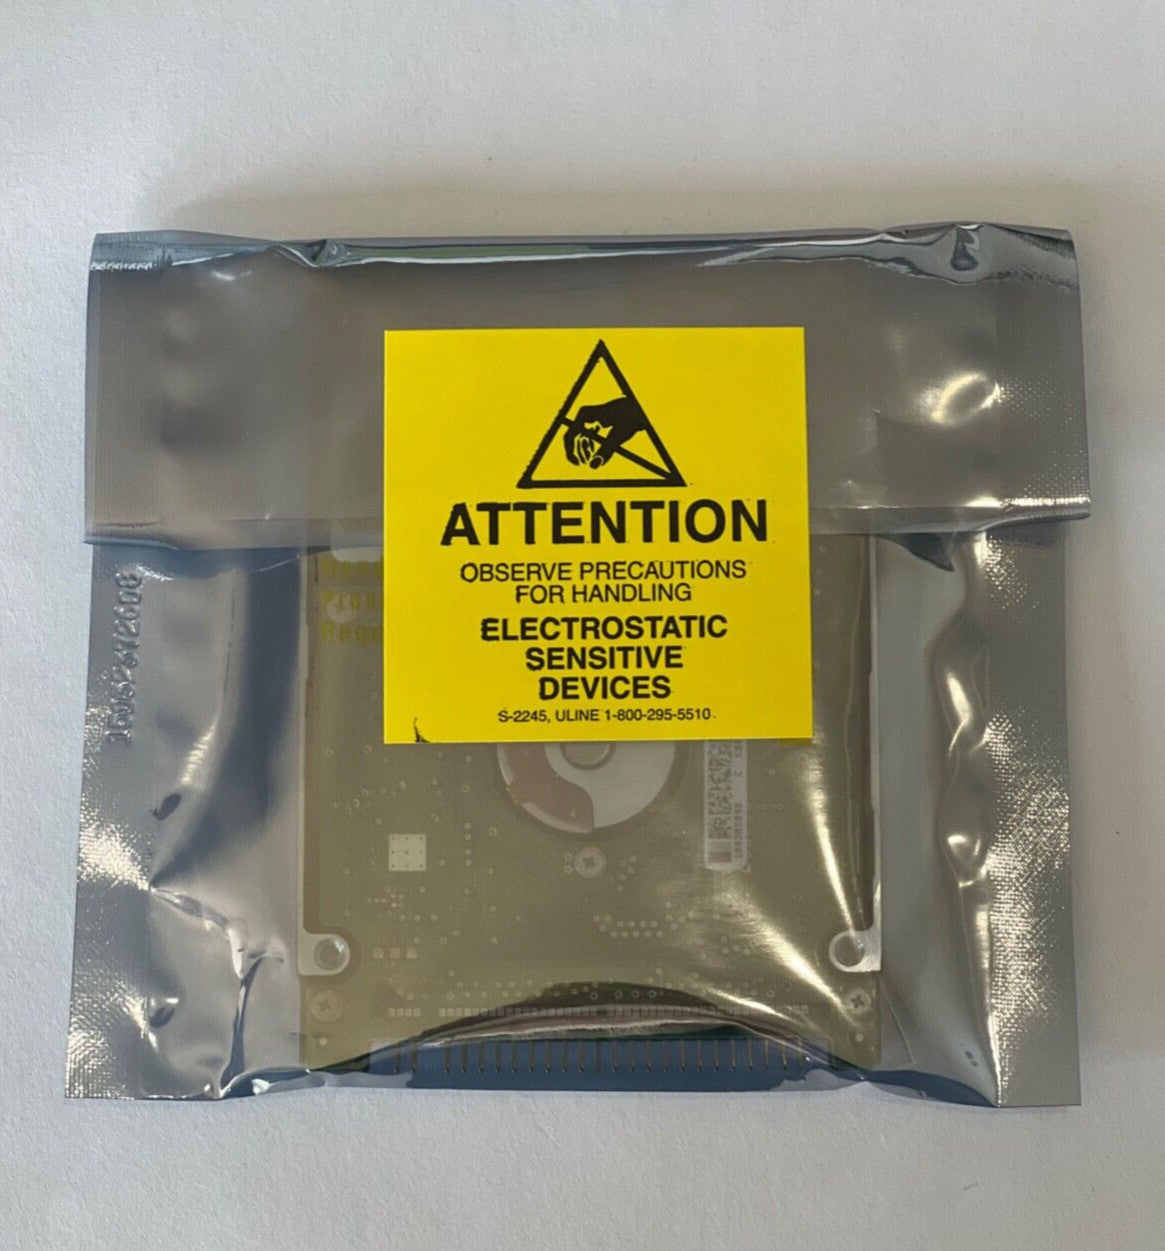 ATTENTION
OBSERVE PRECAUTIONS
FOR HANDLING
ELECTROSTATIC
SENSITIVE
DEVICES
S-2245, ULINE 1-800-295-5510